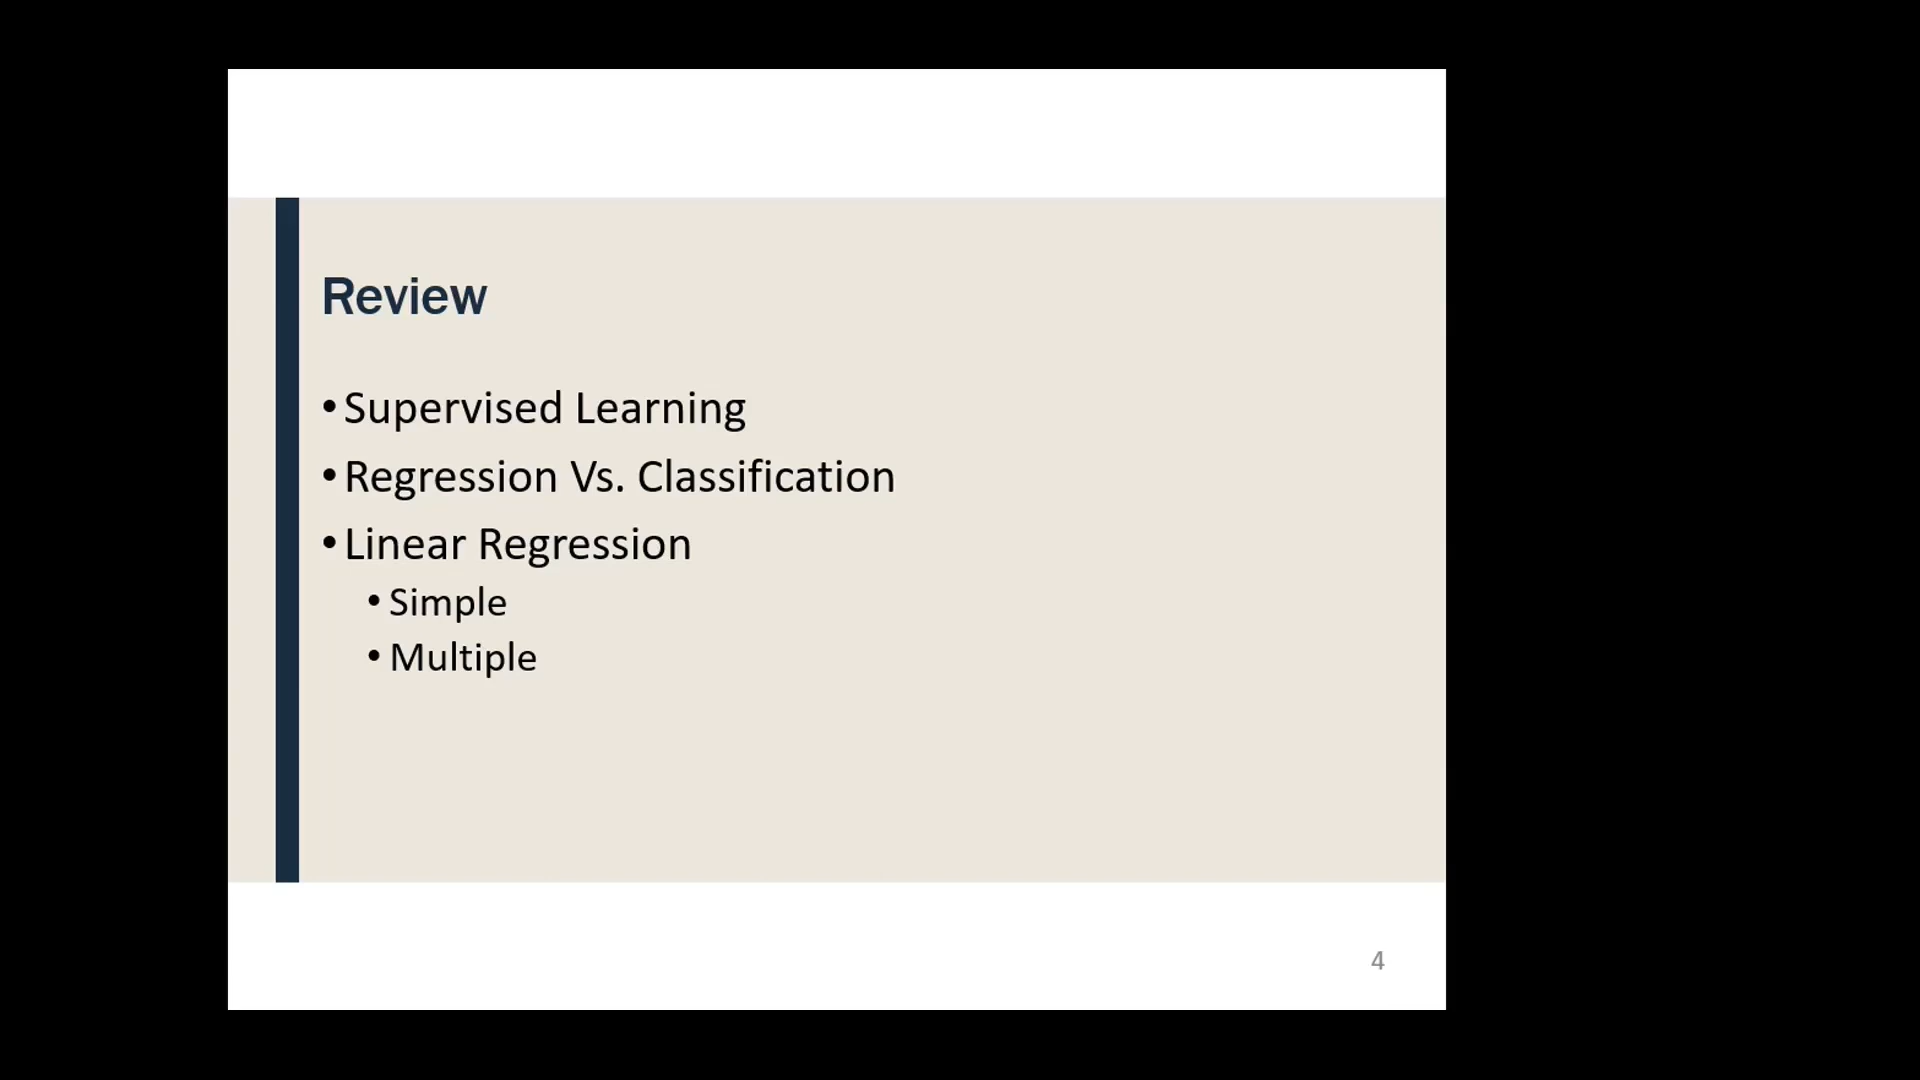 Review
•Supervised Learning
•Regression Vs. Classification
•Linear Regression
•Simple
•Multiple
4